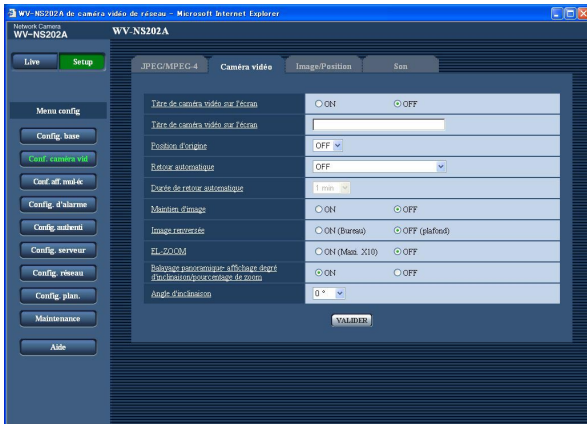 WV-NS202A de caméra vidéo de réseau - Microsoft Internet Explorer
Network Camera
WV-NS202A
WV-NS202A
Live
Setup
JPEG/MPEG-4
Caméra vidéo
Image/Position
Son
Menu config
Config. base
Conf. caméra vid
Conf. aff. mul-éc
Config. d'alarme
Config. authenti
Config. serveur
Config. réseau
Config. plan.
Maintenance
Aide
Titre de caméra vidéo sur l'écran
ON
OFF
Titre de caméra vidéo sur l'écran
Position d'origine
OFF
Retour automatique
OFF
Durée de retour automatique
1 min
Maintien d'image
ON
OFF
Image renversée
ON (Bureau)
OFF (plafond)
EL-ZOOM
ON (Maxi. X10)
OFF
Balayage panoramique- affichage degré
d'inclinaison/pourcentage de zoom
ON
OFF
Angle d'inclinaison
0 °
VALIDER